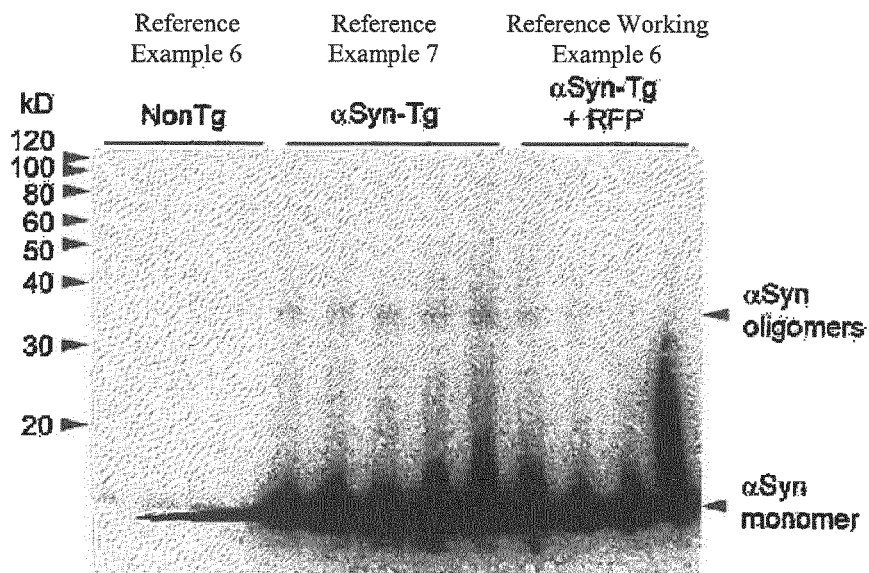 Reference
Example 6
Reference
Example 7
Reference Working
Example 6
kD
NonTg
αSyn-Tg
αSyn-Tg
+ RFP
120
100
80
60
50
40
30
20
αSyn
oligomers
αSyn
monomer